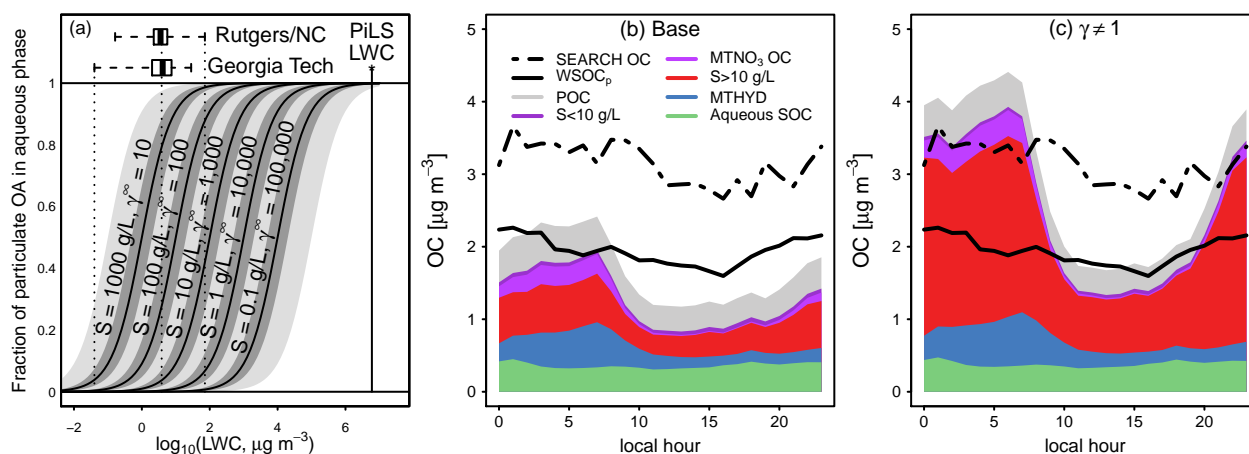 (a)
Rutgers/NC
Georgia Tech
PiLS
LWC
*
Fraction of particulate OA in aqueous phase
1
0.8
0.6
0.4
0.2
0
S = 1000 g/L, γ∞ = 10
S = 100 g/L, γ∞ = 100
S = 10 g/L, γ∞ = 1,000
S = 1 g/L, γ∞ = 10,000
S = 0.1 g/L, γ∞ = 100,000
−2 0 2 4 6
log₁₀(LWC, μg m⁻³)
(b) Base
SEARCH OC
WSOCₚ
POC
S<10 g/L
MTNO₃ OC
S>10 g/L
MTHYD
Aqueous SOC
OC [μg m⁻³]
5
4
3
2
1
0
0 5 10 15 20
local hour
(c) γ≠1
OC [μg m⁻³]
5
4
3
2
1
0
0 5 10 15 20
local hour